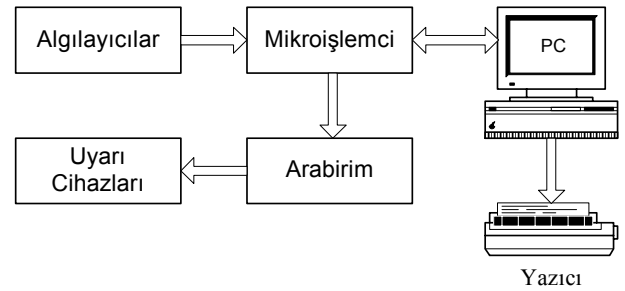 Algılayıcılar
Mikroişlemci
PC
Uyarı
Cihazları
Arabirim
Yazıcı